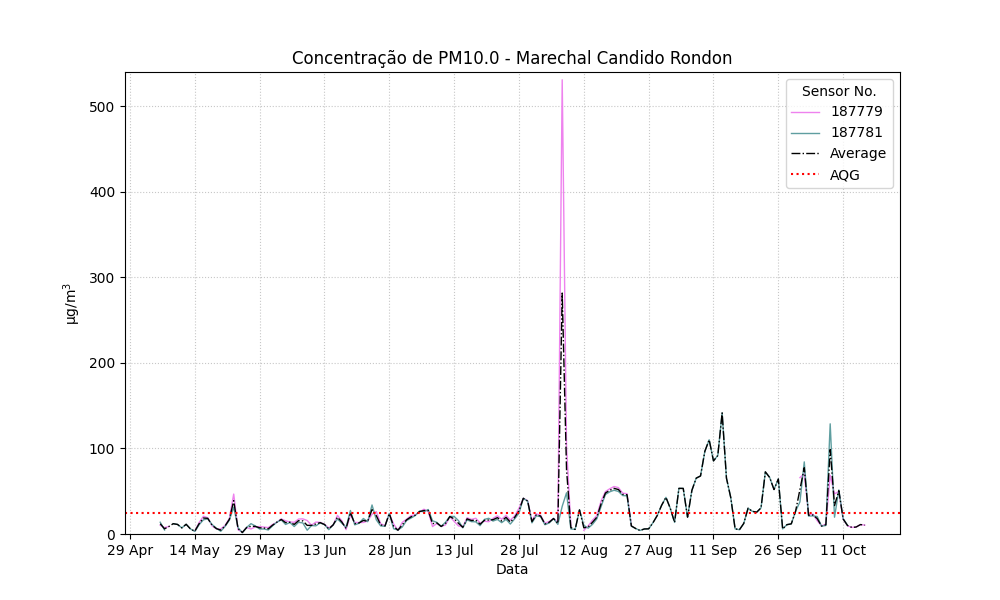 Concentração de PM10.0 - Marechal Candido Rondon
Sensor No.
187779
187781
Average
AQG
500
400
300
200
100
0
µg/m³
29 Apr 14 May 29 May 13 Jun 28 Jun 13 Jul 28 Jul 12 Aug 27 Aug 11 Sep 26 Sep 11 Oct
Data